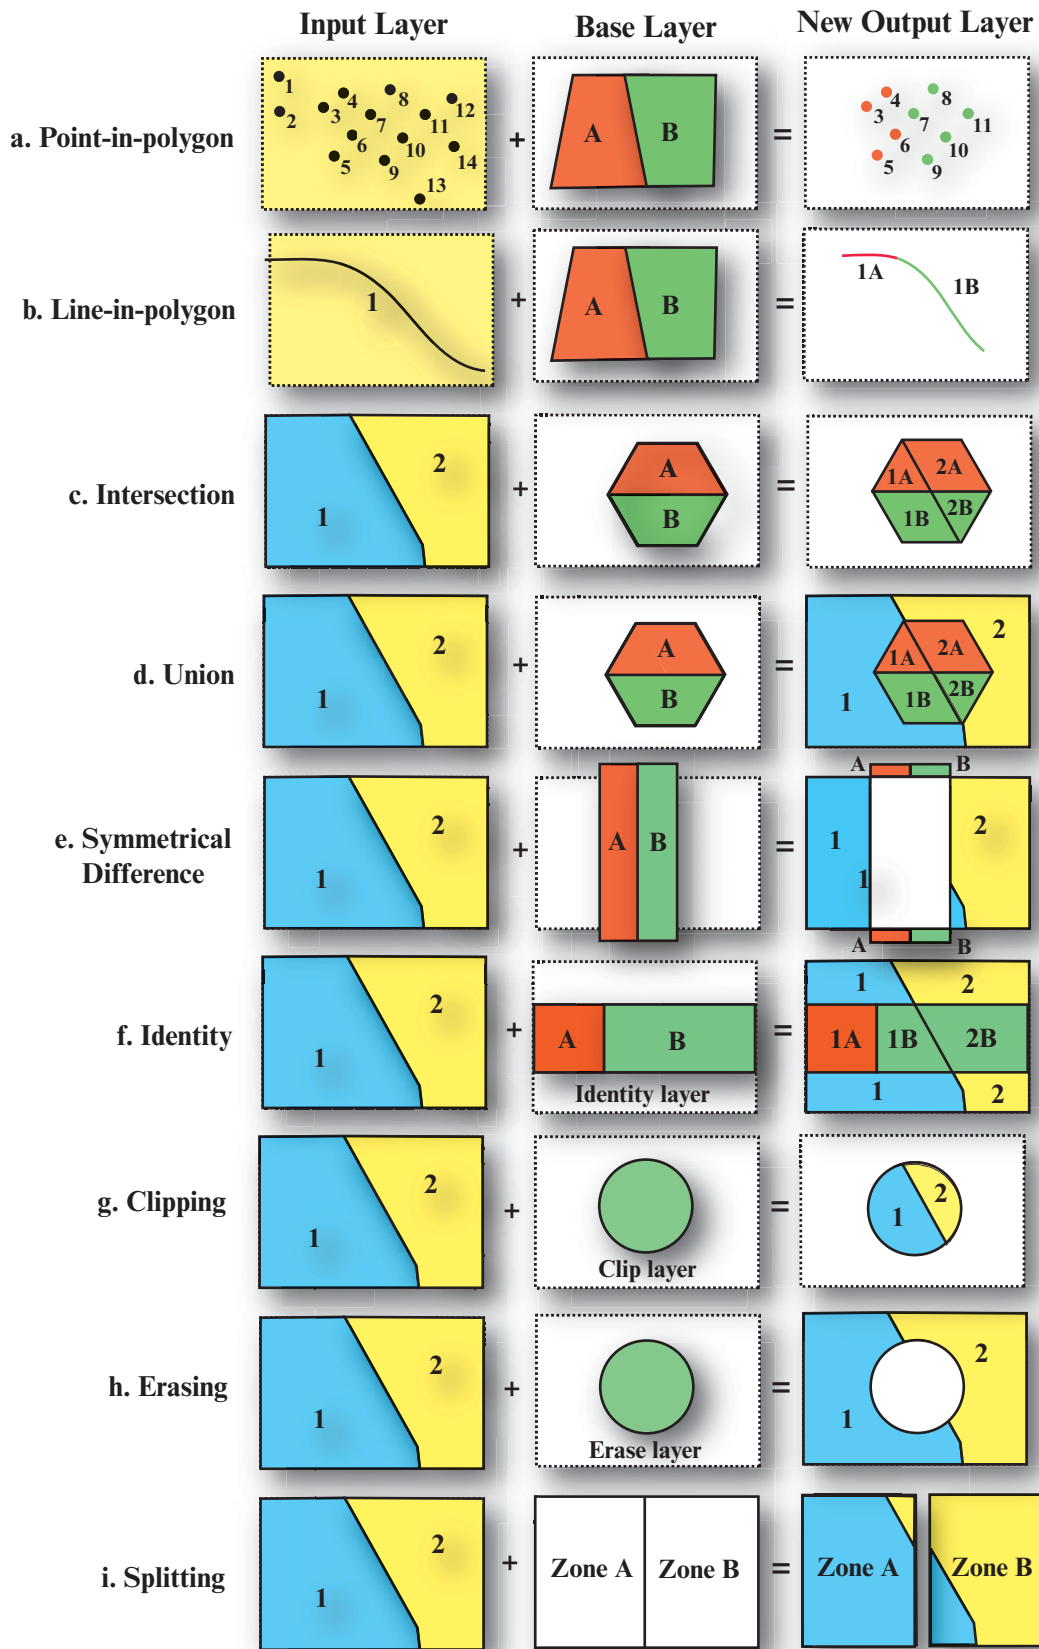 Input Layer Base Layer New Output Layer
a. Point-in-polygon
1 2 3 4 5 6 7 8 9 10 11 12 13 14
+
A B
=
3 4 5 6 7 8 9 10 11
b. Line-in-polygon
1
+
A B
=
1A 1B
c. Intersection
1 2
+
A
B
=
1A 2A
1B 2B
d. Union
1 2
+
A
B
=
1 2
1A 2A
1B 2B
e. Symmetrical
Difference
1 2
+
A B
=
A B
1 2
1
A B
f. Identity
1 2
+
A B
Identity layer
=
1 2
1A 1B 2B
1 2
g. Clipping
1 2
+
Clip layer
=
1 2
h. Erasing
1 2
+
Erase layer
=
1 2
i. Splitting
1 2
+
Zone A Zone B
=
Zone A Zone B